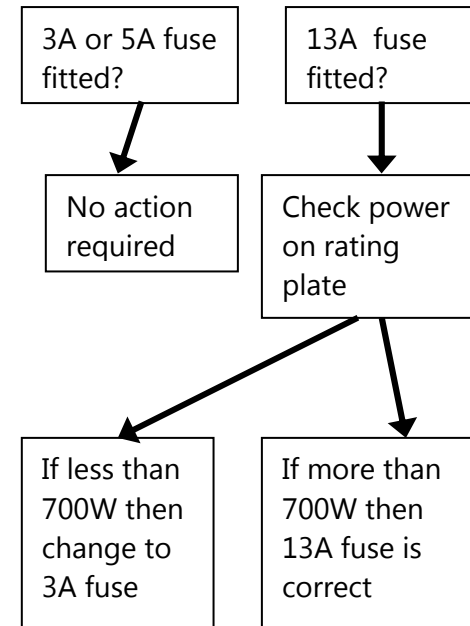 3A or 5A fuse
fitted?
13A  fuse
fitted?
No action
required
Check power
on rating
plate
If less than
700W then
change to
3A fuse
If more than
700W then
13A fuse is
correct